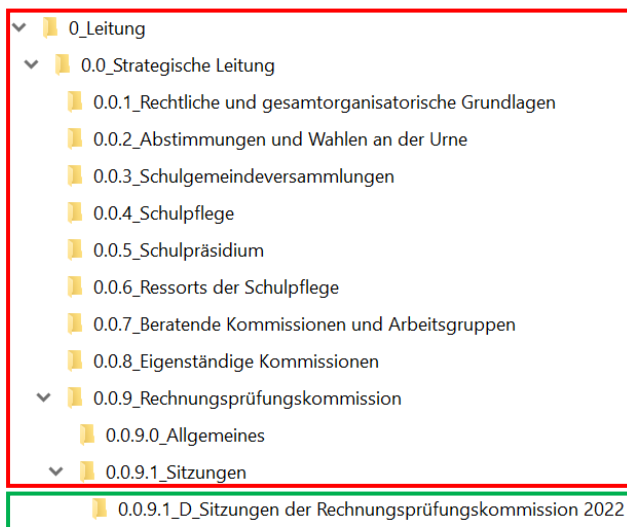 0_Leitung
0.0_Strategische Leitung
0.0.1_Rechtliche und gesamtorganisatorische Grundlagen
0.0.2_Abstimmungen und Wahlen an der Urne
0.0.3_Schulgemeindeversammlungen
0.0.4_Schulpflege
0.0.5_Schulpräsidium
0.0.6_Ressorts der Schulpflege
0.0.7_Beratende Kommissionen und Arbeitsgruppen
0.0.8_Eigenständige Kommissionen
0.0.9_Rechnungsprüfungskommission
0.0.9.0_Allgemeines
0.0.9.1_Sitzungen
0.0.9.1_D_Sitzungen der Rechnungsprüfungskommission 2022